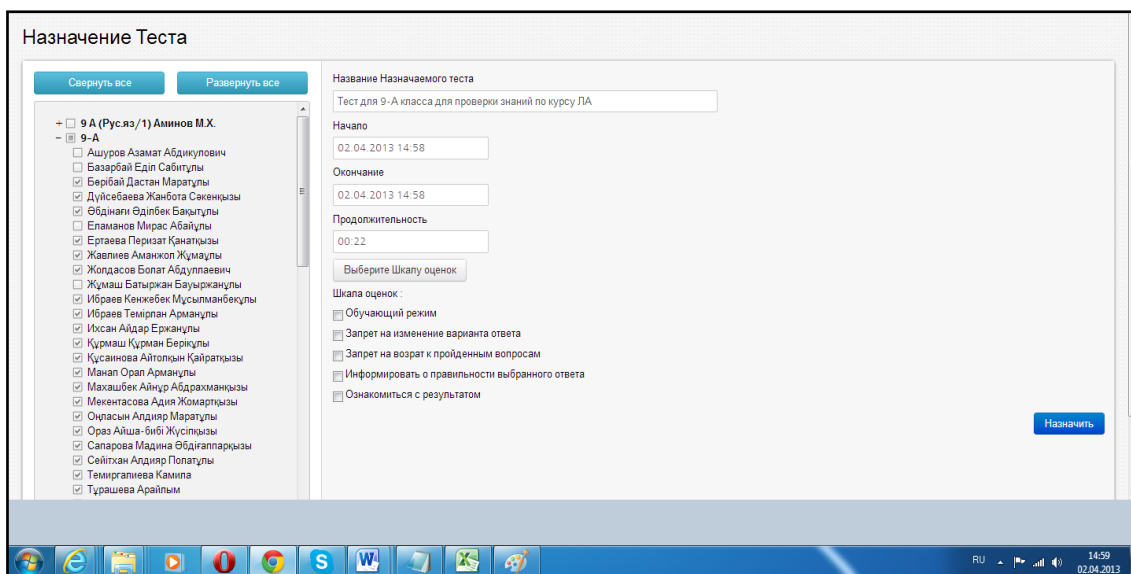 Назначение Теста
Свернуть все
Развернуть все
+ 9 А (Рус.яз/1) Аминов М.Х.
- 9-А
Ашуров Азамат Абдикулович
Базарбай Еділ Сабитұлы
Берібай Дастан Маратұлы
Дүйсебаева Жанбота Сәкенқызы
Әбдінағи Әділбек Бақытұлы
Еламанов Мирас Абайұлы
Ертаева Перизат Қанатқызы
Жавлиев Аманжол Жұмаұлы
Жолдасов Болат Абдуллаевич
Жұмаш Батыржан Бауыржанұлы
Ибраев Кенжебек Мұсылманбекұлы
Ибраев Темірлан Арманұлы
Ихсан Айдар Ержанұлы
Құрмаш Құрман Берікұлы
Құсаинова Айтолқын Қайратқызы
Манап Орал Арманұлы
Махашбек Айнұр Абдрахманқызы
Мекентасова Адия Жомартқызы
Оңласын Алдияр Маратұлы
Ораз Айша-бибі Жүсіпқызы
Сапарова Мадина Әбдіғаппарқызы
Сейітхан Алдияр Полатұлы
Темиргалиева Камила
Тұрашева Арайлым
Название Назначаемого теста
Тест для 9-А класса для проверки знаний по курсу ЛА
Начало
02.04.2013 14:58
Окончание
02.04.2013 14:58
Продолжительность
00:22
Выберите Шкалу оценок
Шкала оценок :
Обучающий режим
Запрет на изменение варианта ответа
Запрет на возрат к пройденным вопросам
Информировать о правильности выбранного ответа
Ознакомиться с результатом
Назначить
RU
14:59
02.04.2013